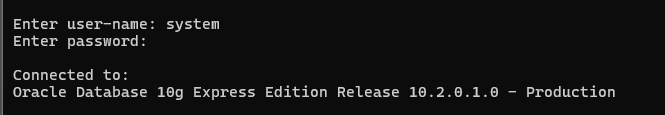 Enter user-name: system
Enter password:
Connected to:
Oracle Database 10g Express Edition Release 10.2.0.1.0 - Production